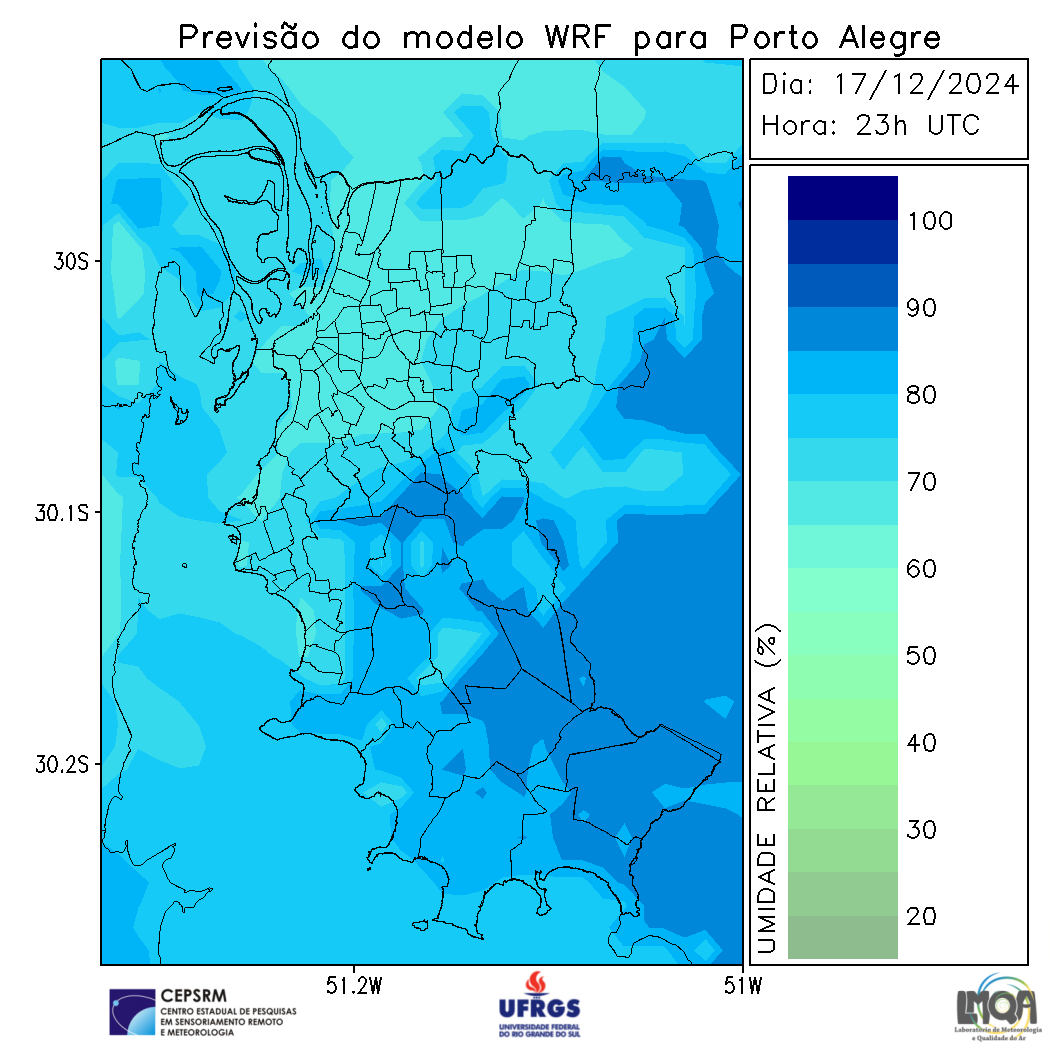 Previsão do modelo WRF para Porto Alegre
Dia: 17/12/2024
Hora: 23h UTC
100
90
80
70
60
50
40
30
20
UMIDADE RELATIVA (%)
30S
30.1S
30.2S
51.2W
51W
CEPSRM
CENTRO ESTADUAL DE PESQUISAS
EM SENSORIAMENTO REMOTO
E METEOROLOGIA
UFRGS
UNIVERSIDADE FEDERAL
DO RIO GRANDE DO SUL
LMQA
Laboratório de Meteorologia
e Qualidade do Ar